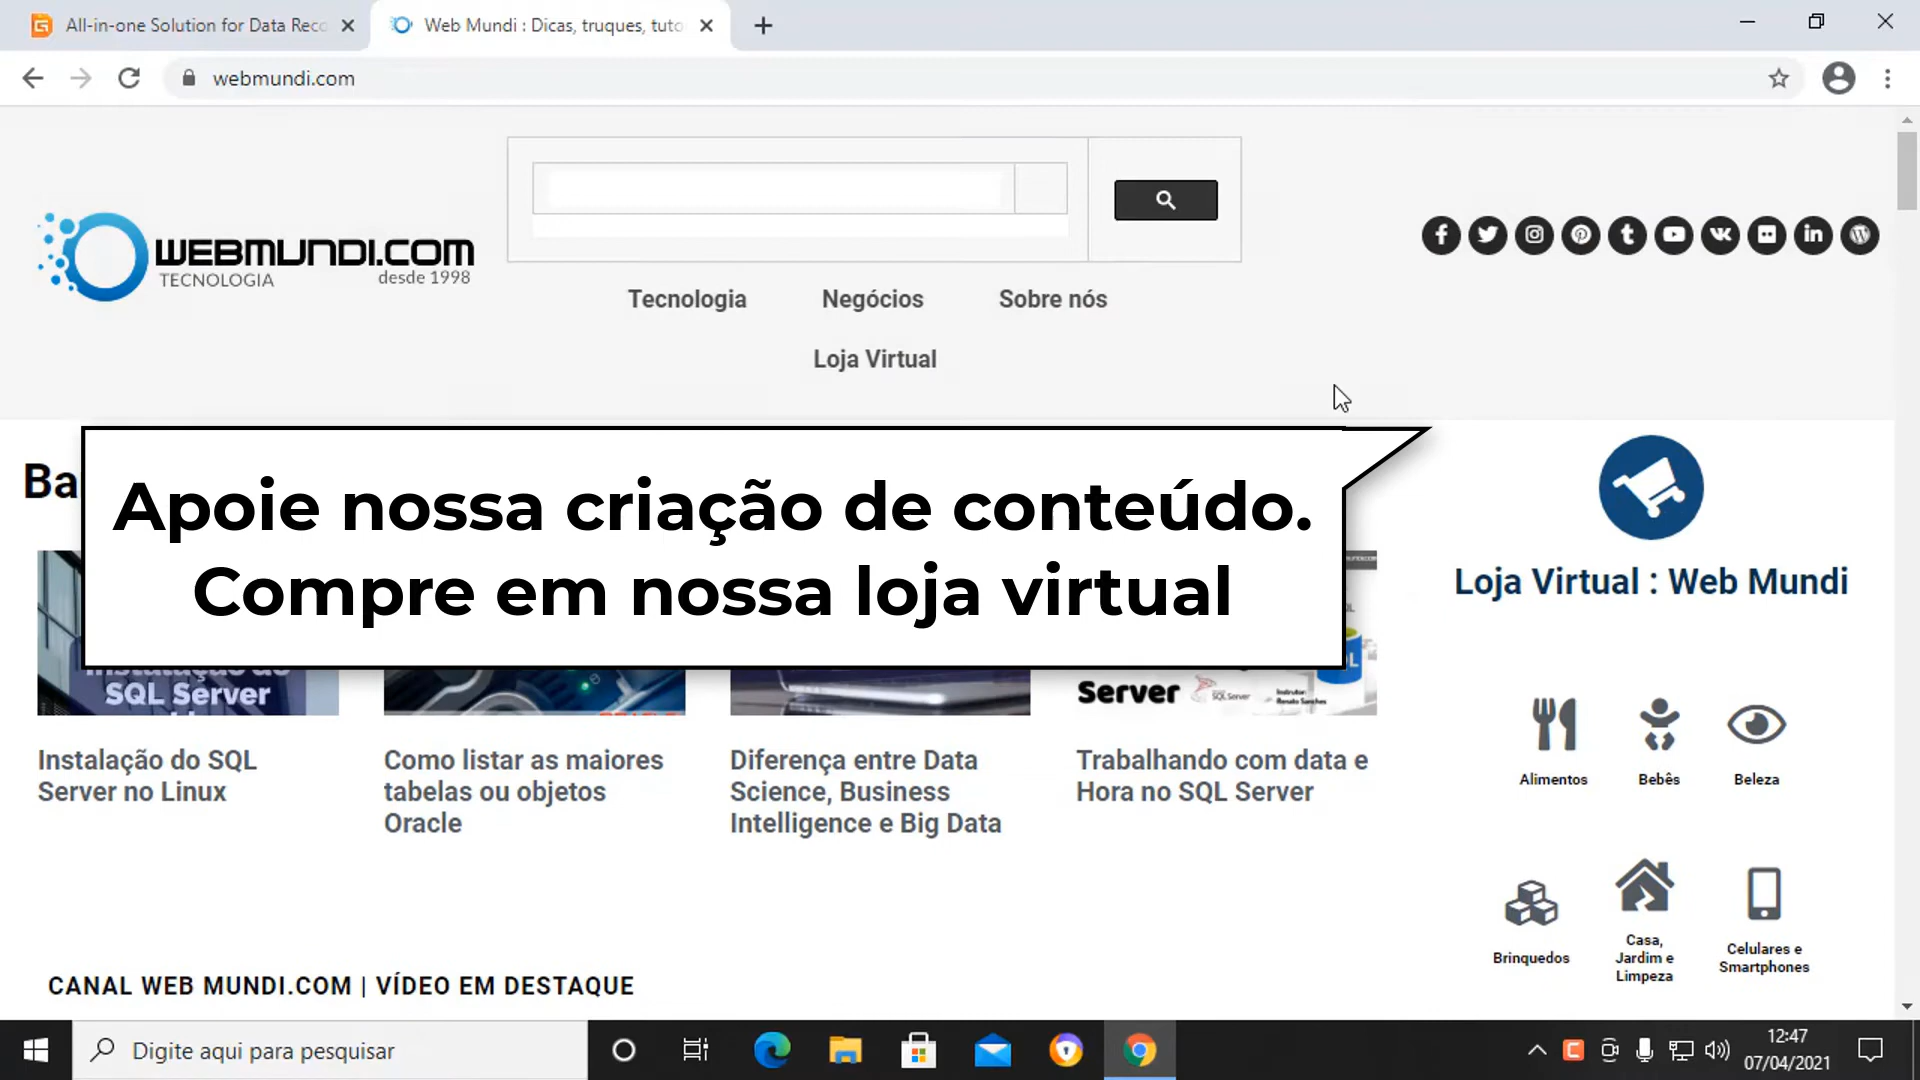 All-in-one Solution for Data Reco
Web Mundi : Dicas, truques, tuto
webmundi.com
WEBMUNDI.COM
TECNOLOGIA desde 1998
Tecnologia Negócios Sobre nós
Loja Virtual
Ba
Apoie nossa criação de conteúdo.
Compre em nossa loja virtual
Loja Virtual : Web Mundi
SQL Server
Server
SQL Server
Instrutor
Renato Sanches
Instalação do SQL
Server no Linux
Como listar as maiores
tabelas ou objetos
Oracle
Diferença entre Data
Science, Business
Intelligence e Big Data
Trabalhando com data e
Hora no SQL Server
Alimentos
Bebês
Beleza
Brinquedos
Casa,
Jardim e
Limpeza
Celulares e
Smartphones
CANAL WEB MUNDI.COM | VÍDEO EM DESTAQUE
Digite aqui para pesquisar
12:47
07/04/2021